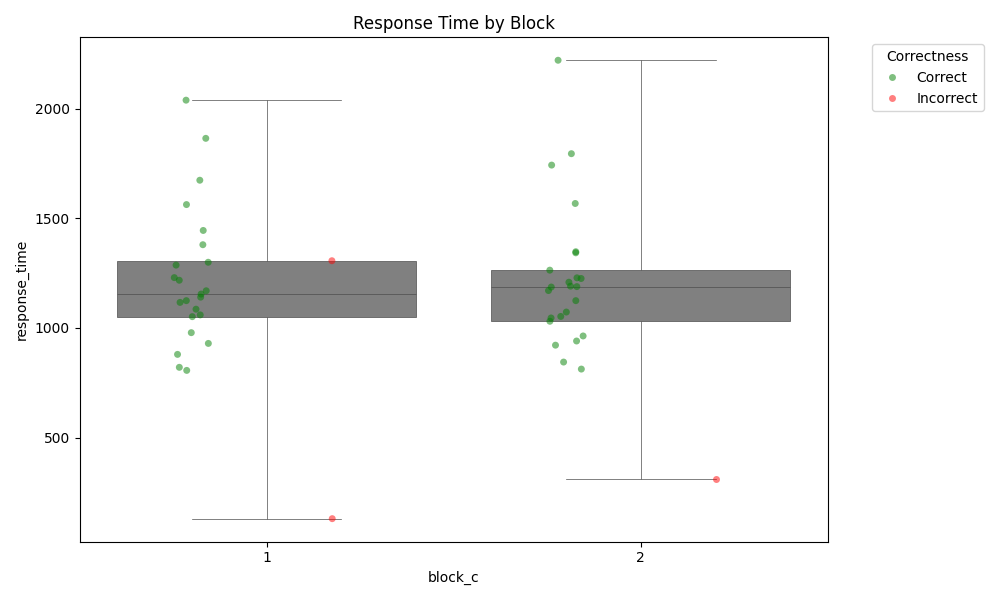 Response Time by Block
Correctness
Correct
Incorrect
response_time
2000
1500
1000
500
1
2
block_c